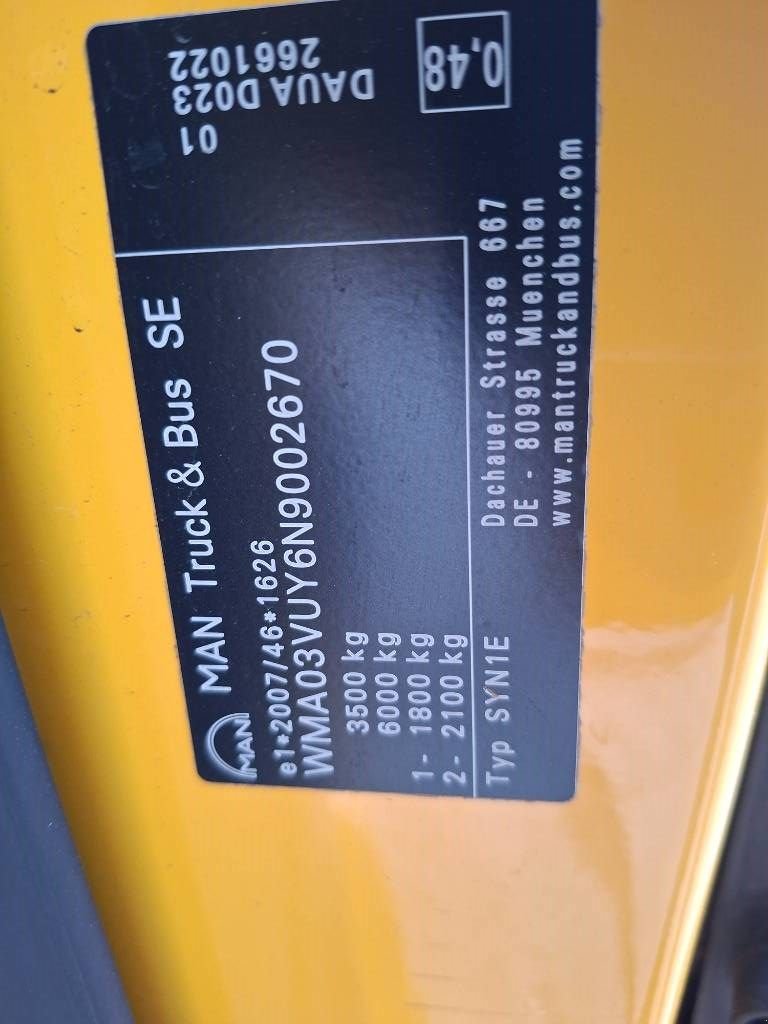 MAN
MAN Truck & Bus SE
e1*2007/46*1626
WMA03VUY6N9002670
3500 kg
6000 kg
1- 1800 kg
2- 2100 kg
Typ SYN1E
Dachauer Strasse 667
DE - 80995 Muenchen
www.mantruckandbus.com
0,48
01
DAUA D023
2661022